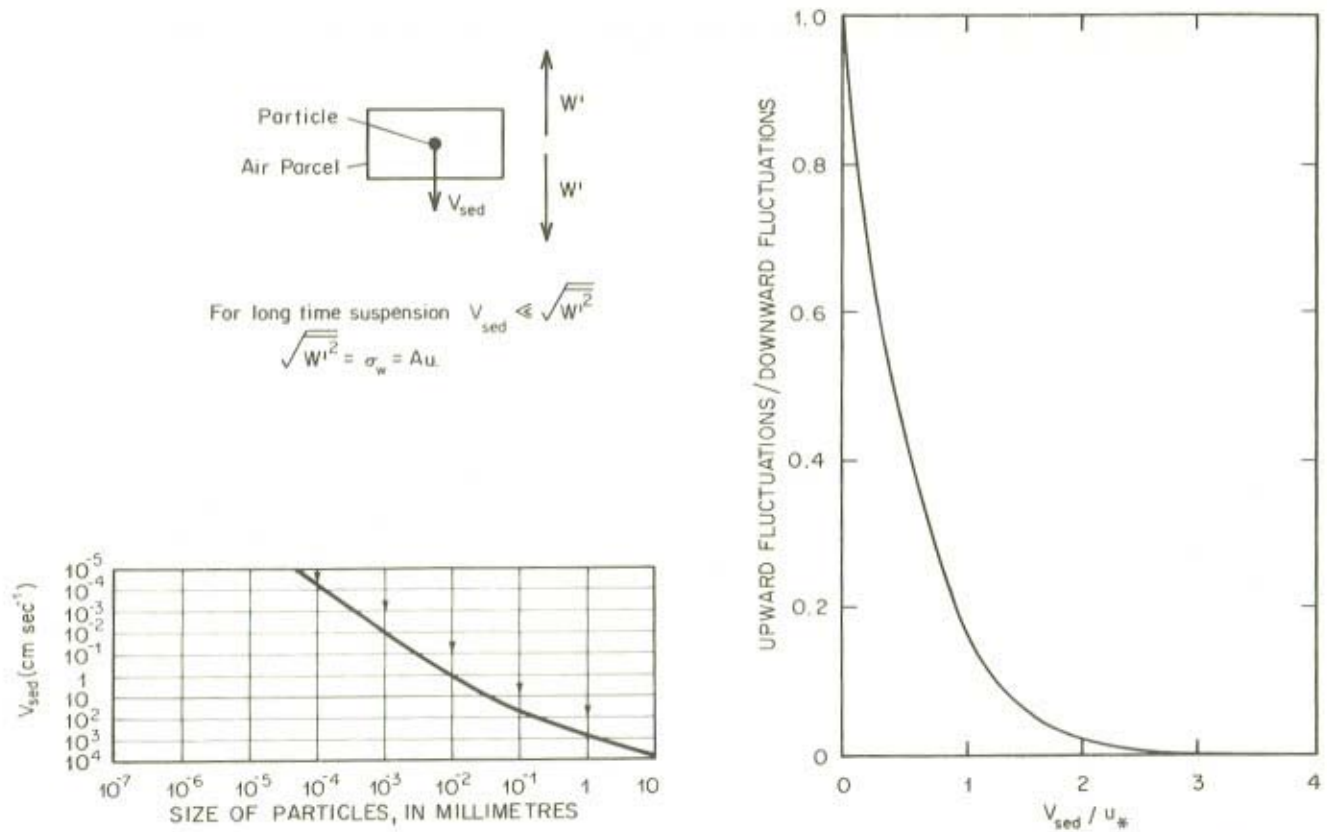 Particle
Air Parcel
W'
W'
V_sed
For long time suspension V_sed ≪ √W'²
√W'² = σ_w = Au.
V_sed (cm sec⁻¹)
10⁻⁵
10⁻⁴
10⁻³
10⁻²
10⁻¹
1
10
10²
10³
10⁴
10⁻⁷ 10⁻⁶ 10⁻⁵ 10⁻⁴ 10⁻³ 10⁻² 10⁻¹ 1 10
SIZE OF PARTICLES, IN MILLIMETRES
UPWARD FLUCTUATIONS/DOWNWARD FLUCTUATIONS
1.0
0.8
0.6
0.4
0.2
0
0 1 2 3 4
V_sed / u_*